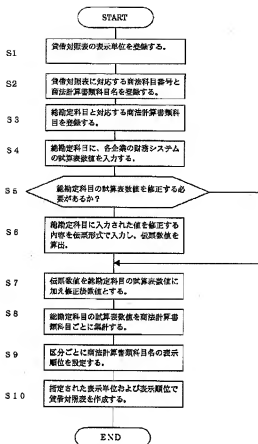 START
S1
貸借対照表の表示単位を登録する。
S2
貸借対照表に対応する商法科目番号と
商法計算書類科目名を登録する。
S3
総勘定科目と対応する商法計算書類科
目を登録する。
S4
総勘定科目に、各企業の財務システム
の試算表数値を入力する。
S5
総勘定科目の試算表数値を修正する必
要があるか？
S6
総勘定科目に入力された値を修正する
内容を伝票形式で入力し、伝票数値を
算出。
S7
伝票数値を総勘定科目の試算表数値に
加え修正後数値とする。
S8
総勘定科目の試算表数値を商法計算書
類科目ごとに集計する。
S9
区分ごとに商法計算書類科目名の表示
順位を設定する。
S10
指定された表示単位および表示順位で
貸借対照表を作成する。
END